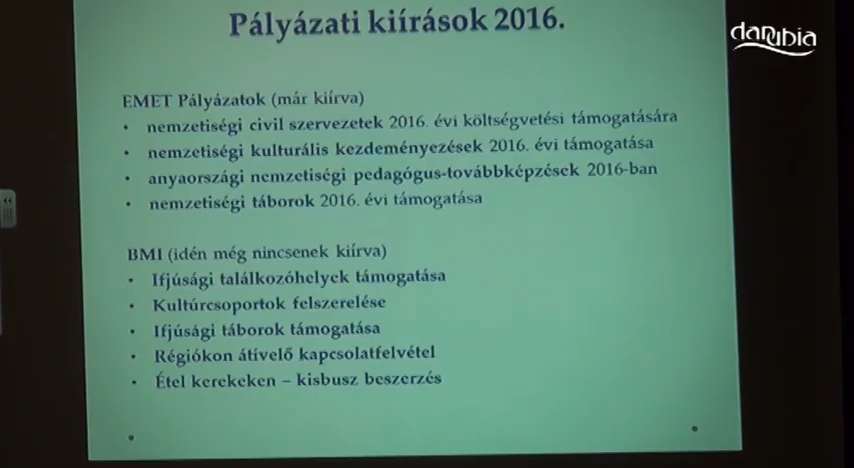 Pályázati kiírások 2016.
danubia
EMET Pályázatok (már kiírva)
• nemzetiségi civil szervezetek 2016. évi költségvetési támogatására
• nemzetiségi kulturális kezdeményezések 2016. évi támogatása
• anyaországi nemzetiségi pedagógus-továbbképzések 2016-ban
• nemzetiségi táborok 2016. évi támogatása
BMI (idén még nincsenek kiírva)
• Ifjúsági találkozóhelyek támogatása
• Kultúrcsoportok felszerelése
• Ifjúsági táborok támogatása
• Régiókon átívelő kapcsolatfelvétel
• Étel kerekeken – kisbusz beszerzés